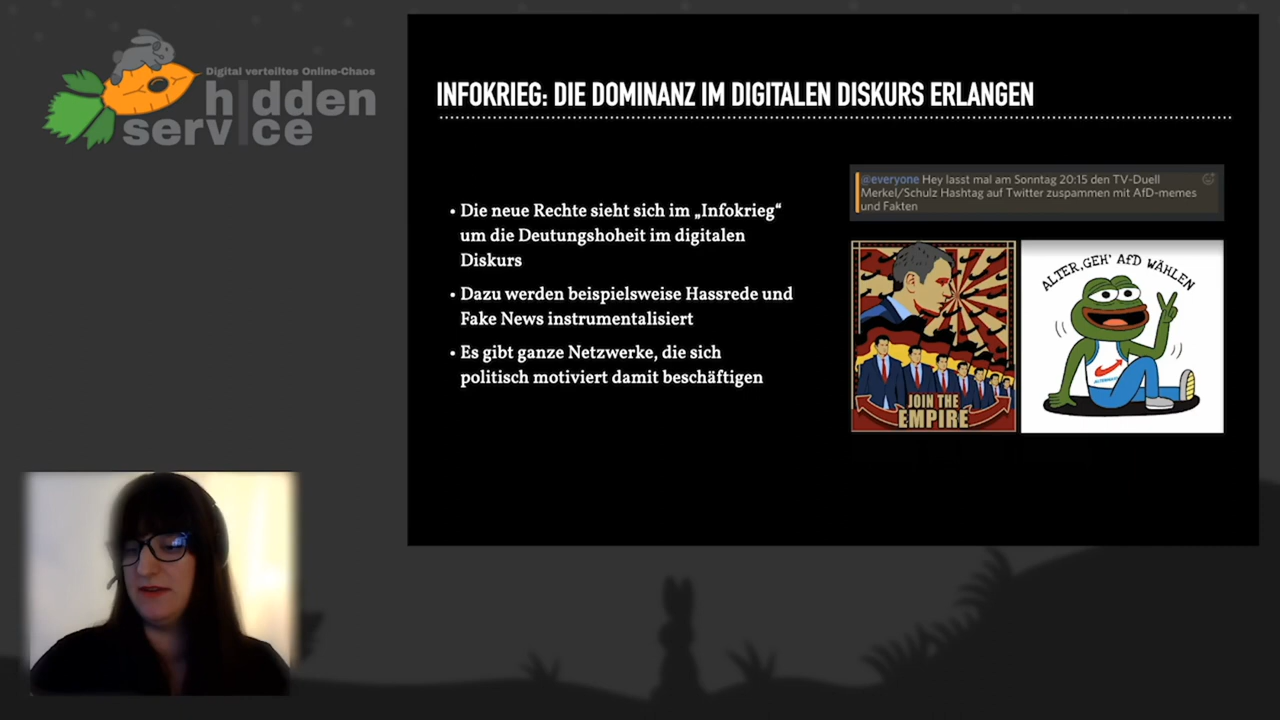 Digital verteiltes Online-Chaos
h|dden
serv|ce
INFOKRIEG: DIE DOMINANZ IM DIGITALEN DISKURS ERLANGEN
• Die neue Rechte sieht sich im „Infokrieg“
um die Deutungshoheit im digitalen
Diskurs
• Dazu werden beispielsweise Hassrede und
Fake News instrumentalisiert
• Es gibt ganze Netzwerke, die sich
politisch motiviert damit beschäftigen
@everyone Hey lasst mal am Sonntag 20:15 den TV-Duell
Merkel/Schulz Hashtag auf Twitter zuspammen mit AfD-memes
und Fakten
JOIN THE
EMPIRE
ALTER, GEH' AfD WÄHLEN